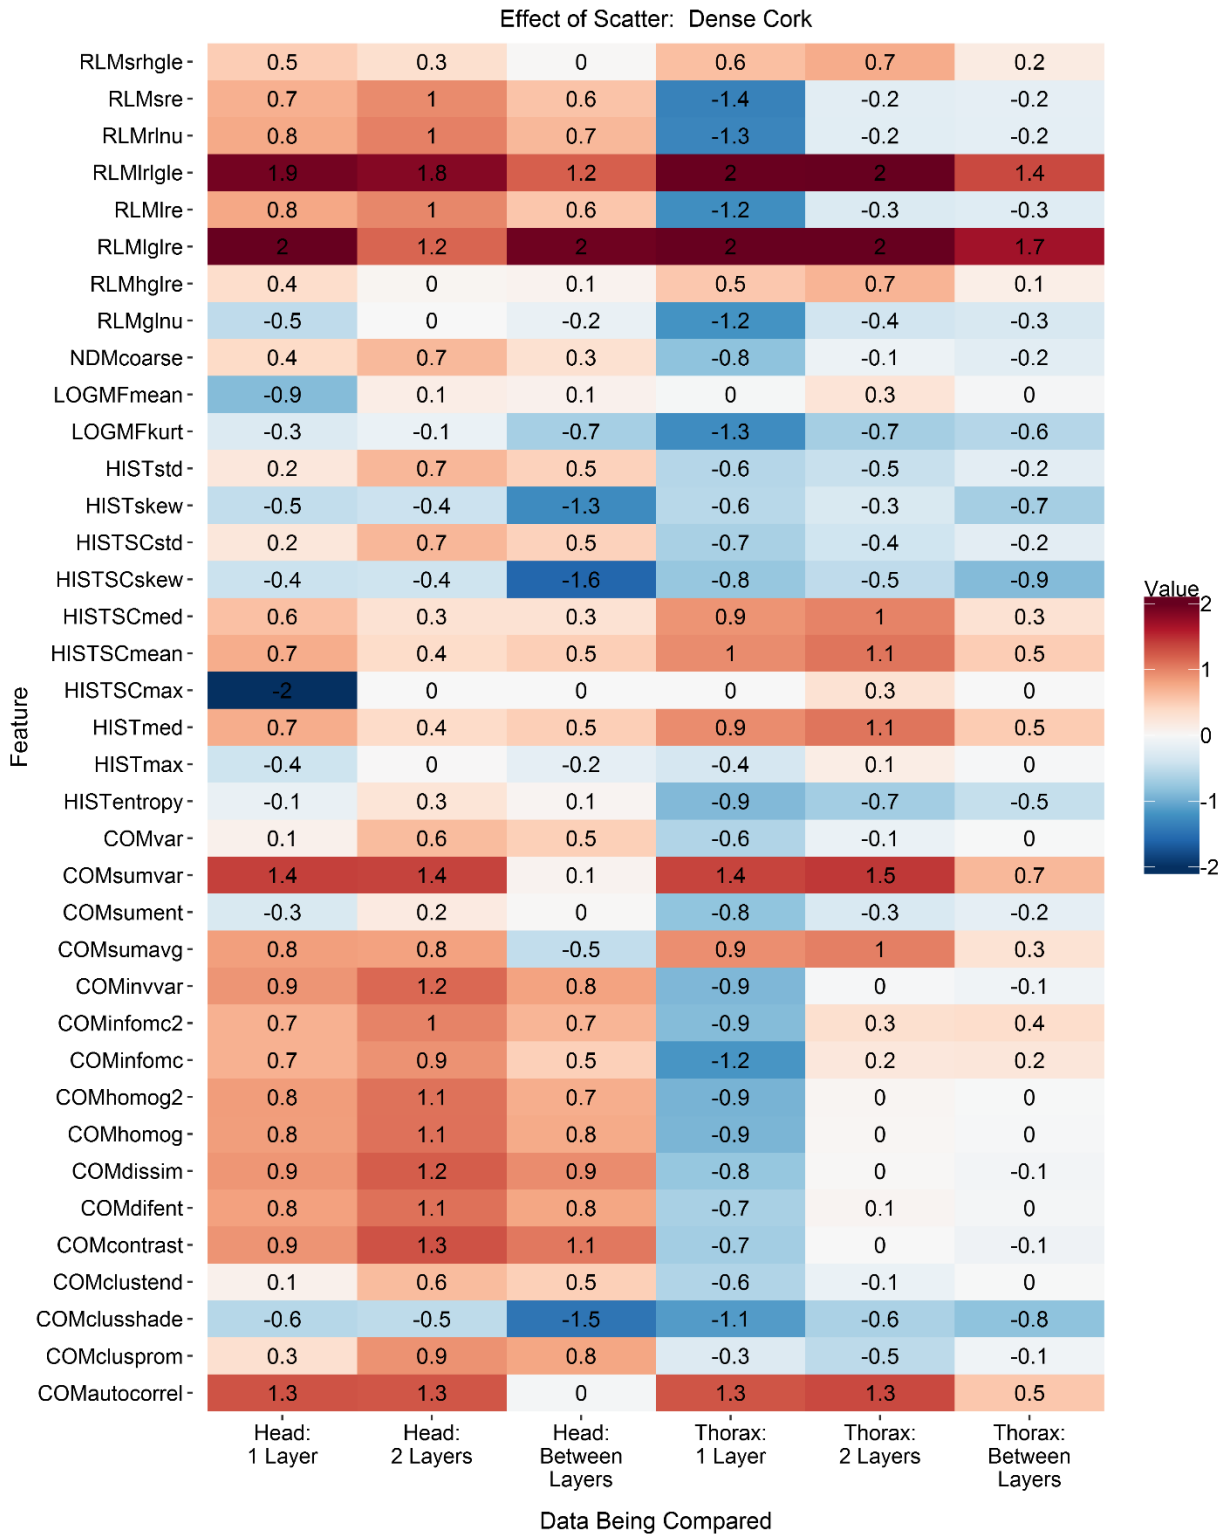 Effect of Scatter: Dense Cork
RLMsrhgle 0.5 0.3 0 0.6 0.7 0.2
RLMsre 0.7 1 0.6 -1.4 -0.2 -0.2
RLMrlnu 0.8 1 0.7 -1.3 -0.2 -0.2
RLMlrlgle 1.9 1.8 1.2 2 2 1.4
RLMlre 0.8 1 0.6 -1.2 -0.3 -0.3
RLMlglre 2 1.2 2 2 2 1.7
RLMhglre 0.4 0 0.1 0.5 0.7 0.1
RLMglnu -0.5 0 -0.2 -1.2 -0.4 -0.3
NDMcoarse 0.4 0.7 0.3 -0.8 -0.1 -0.2
LOGMFmean -0.9 0.1 0.1 0 0.3 0
LOGMFkurt -0.3 -0.1 -0.7 -1.3 -0.7 -0.6
HISTstd 0.2 0.7 0.5 -0.6 -0.5 -0.2
HISTskew -0.5 -0.4 -1.3 -0.6 -0.3 -0.7
HISTSCstd 0.2 0.7 0.5 -0.7 -0.4 -0.2
HISTSCskew -0.4 -0.4 -1.6 -0.8 -0.5 -0.9
HISTSCmed 0.6 0.3 0.3 0.9 1 0.3
HISTSCmean 0.7 0.4 0.5 1 1.1 0.5
HISTSCmax -2 0 0 0 0.3 0
HISTmed 0.7 0.4 0.5 0.9 1.1 0.5
HISTmax -0.4 0 -0.2 -0.4 0.1 0
HISTentropy -0.1 0.3 0.1 -0.9 -0.7 -0.5
COMvar 0.1 0.6 0.5 -0.6 -0.1 0
COMsumvar 1.4 1.4 0.1 1.4 1.5 0.7
COMsument -0.3 0.2 0 -0.8 -0.3 -0.2
COMsumavg 0.8 0.8 -0.5 0.9 1 0.3
COMinvvar 0.9 1.2 0.8 -0.9 0 -0.1
COMinfomc2 0.7 1 0.7 -0.9 0.3 0.4
COMinfomc 0.7 0.9 0.5 -1.2 0.2 0.2
COMhomog2 0.8 1.1 0.7 -0.9 0 0
COMhomog 0.8 1.1 0.8 -0.9 0 0
COMdissim 0.9 1.2 0.9 -0.8 0 -0.1
COMdifent 0.8 1.1 0.8 -0.7 0.1 0
COMcontrast 0.9 1.3 1.1 -0.7 0 -0.1
COMclustend 0.1 0.6 0.5 -0.6 -0.1 0
COMclusshade -0.6 -0.5 -1.5 -1.1 -0.6 -0.8
COMclusprom 0.3 0.9 0.8 -0.3 -0.5 -0.1
COMautocorrel 1.3 1.3 0 1.3 1.3 0.5
Head: Head: Head: Thorax: Thorax: Thorax:
1 Layer 2 Layers Between 1 Layer 2 Layers Between
Layers Layers
Data Being Compared
Feature
Value
2
1
0
-1
-2